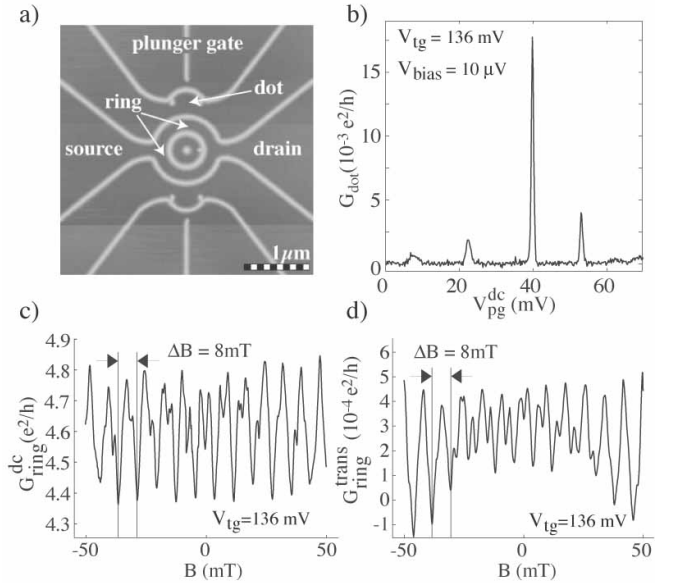 a)
plunger gate
dot
ring
source
drain
1μm
b)
V_tg = 136 mV
V_bias = 10 μV
G_dot(10^-3 e^2/h)
15
10
5
0
0 20 40 60
V_pg^dc (mV)
c)
ΔB = 8mT
G_ring^dc (e^2/h)
4.9
4.8
4.7
4.6
4.5
4.4
4.3
V_tg=136 mV
-50 0 50
B (mT)
d)
ΔB = 8mT
G_ring^trans (10^-4 e^2/h)
6
5
4
3
2
1
0
-1
V_tg=136 mV
-50 0 50
B (mT)